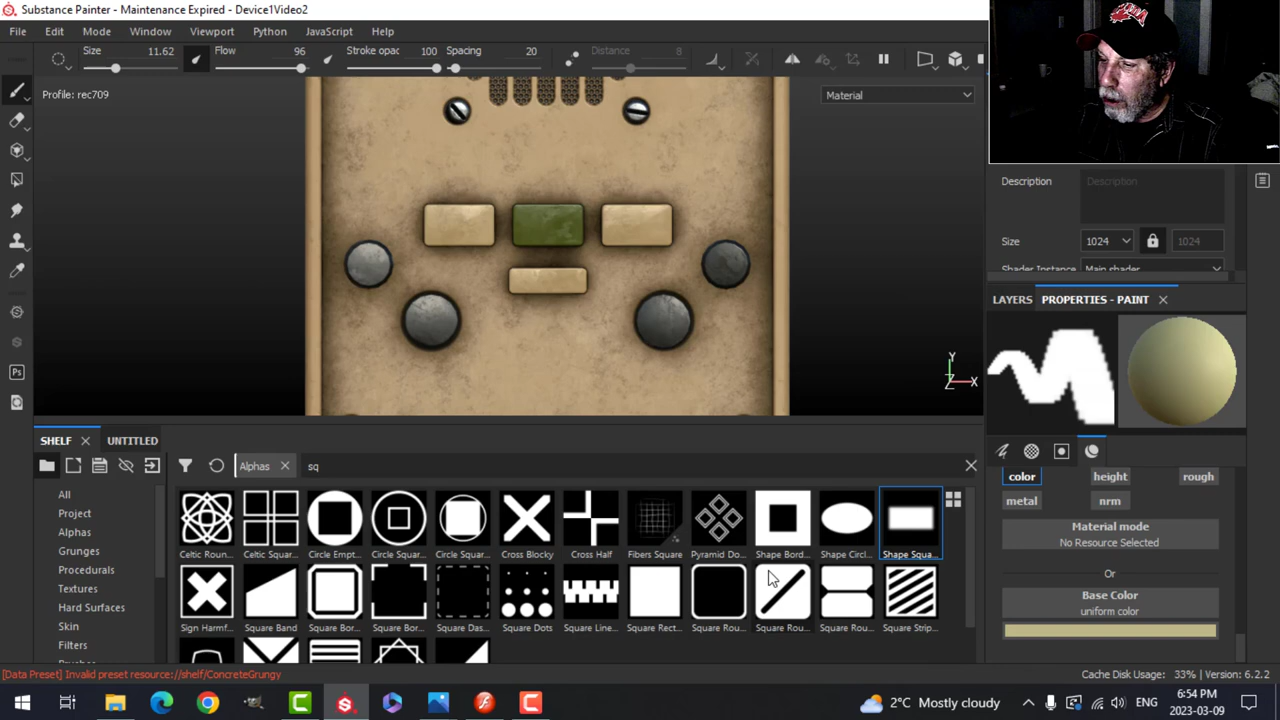 Substance Painter - Maintenance Expired - Device1Video2
File Edit Mode Window Viewport Python JavaScript Help
Size 11.62 Flow 96 Stroke opac 100 Spacing 20 Distance 8
Profile: rec709
Material
Description Description
Size 1024 1024
Shader Instance Main shader
LAYERS PROPERTIES - PAINT
Y
Z X
SHELF UNTITLED
Alphas sq
All
Project
Alphas
Grunges
Procedurals
Textures
Hard Surfaces
Skin
Filters
Brushes
Celtic Roun... Celtic Squar... Circle Empt... Circle Squar... Circle Squar... Cross Blocky Cross Half Fibers Square Pyramid Do... Shape Bord... Shape Circl... Shape Squa...
Sign Harmf... Square Band Square Bor... Square Bor... Square Das... Square Dots Square Line... Square Rect... Square Rou... Square Rou... Square Rou... Square Strip...
color height rough
metal nrm
Material mode
No Resource Selected
Or
Base Color
uniform color
[Data Preset] Invalid preset resource://shelf/ConcreteGrungy
Cache Disk Usage: 33% | Version: 6.2.2
2°C Mostly cloudy
ENG
6:54 PM
2023-03-09